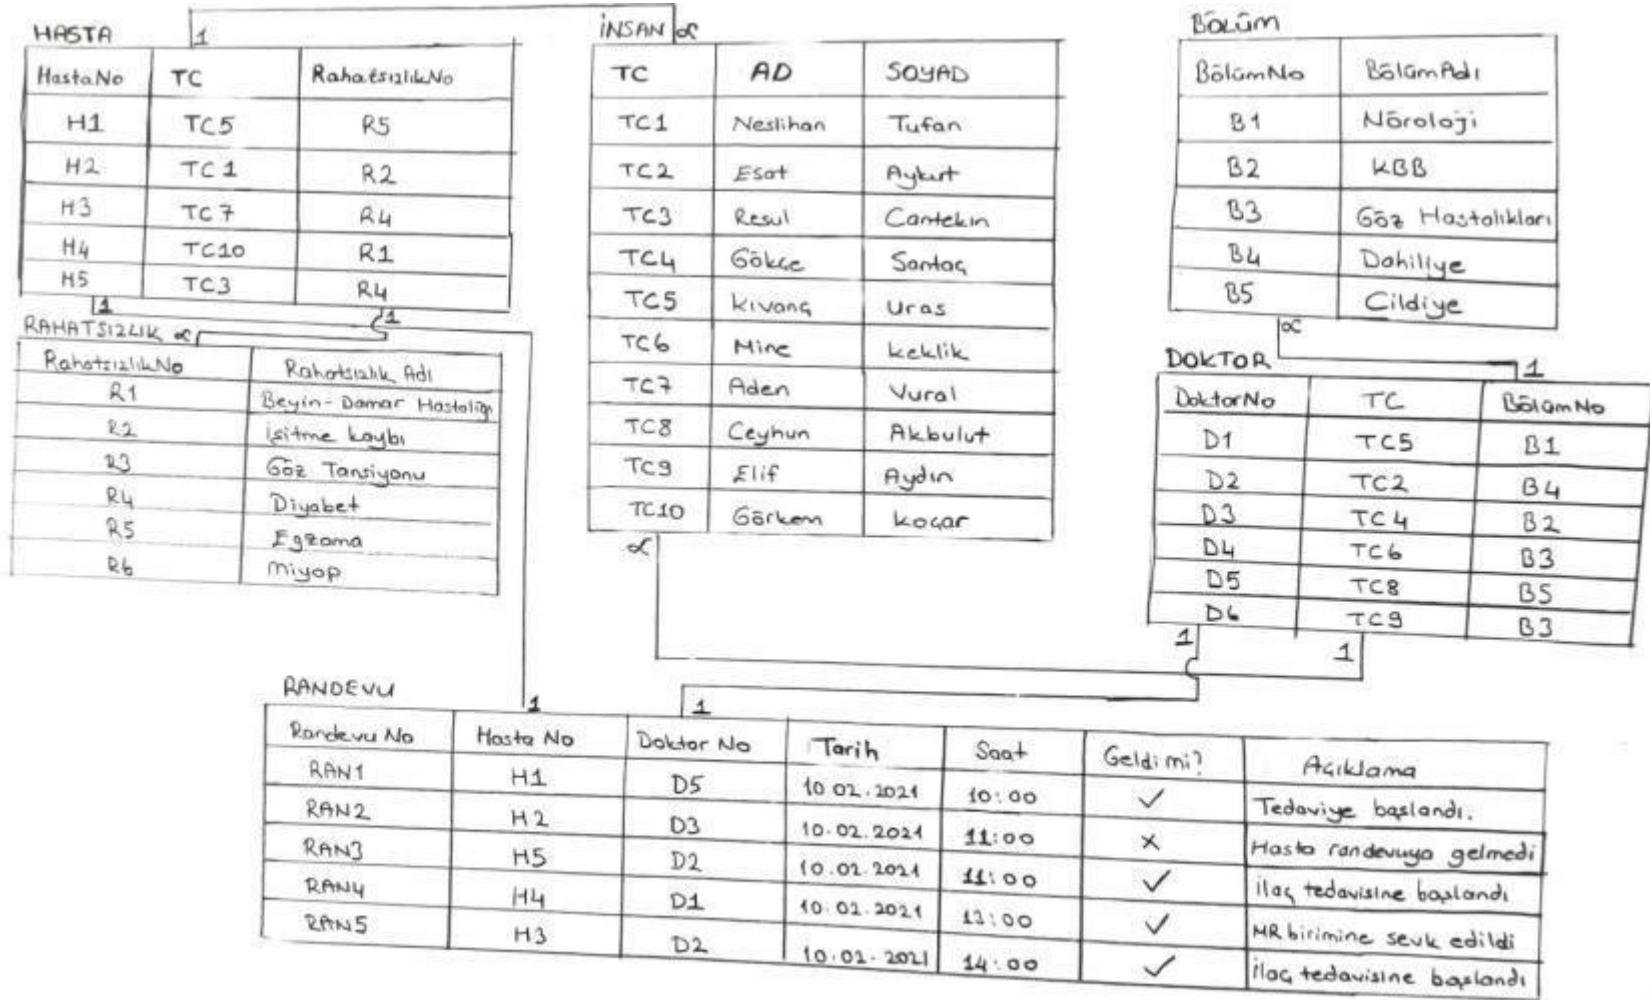 HASTA
1
HastaNo TC RahatsızlıkNo
H1 TC5 R5
H2 TC1 R2
H3 TC7 R4
H4 TC10 R1
H5 TC3 R4
1
1
RAHATSIZLIK ∝
RahatsızlıkNo Rahatsızlık Adı
R1 Beyin-Damar Hastalığı
R2 işitme kaybı
R3 Göz Tansiyonu
R4 Diyabet
R5 Egzama
R6 miyop
İNSAN ∝
TC AD SOYAD
TC1 Neslihan Tufan
TC2 Esat Aykut
TC3 Resul Cantekin
TC4 Gökçe Santaç
TC5 kıvanç uras
TC6 Mine keklik
TC7 Aden Vural
TC8 Ceyhun Akbulut
TC9 Elif Aydın
TC10 Görkem koçar
∝
BÖLÜM
BölümNo BölümAdı
B1 Nöroloji
B2 KBB
B3 Göz Hastalıkları
B4 Dahiliye
B5 Cildiye
∝
DOKTOR
1
DoktorNo TC BölümNo
D1 TC5 B1
D2 TC2 B4
D3 TC4 B2
D4 TC6 B3
D5 TC8 B5
D6 TC9 B3
1
1
RANDEVU
1
1
Randevu No Hasta No Doktor No Tarih Saat Geldi mi? Açıklama
RAN1 H1 D5 10.02.2021 10:00 ✓ Tedaviye başlandı.
RAN2 H2 D3 10.02.2021 11:00 × Hasta randevuya gelmedi
RAN3 H5 D2 10.02.2021 11:00 ✓ ilaç tedavisine başlandı
RAN4 H4 D1 10.02.2021 13:00 ✓ MR birimine sevk edildi
RAN5 H3 D2 10.02.2021 14:00 ✓ İlaç tedavisine başlandı